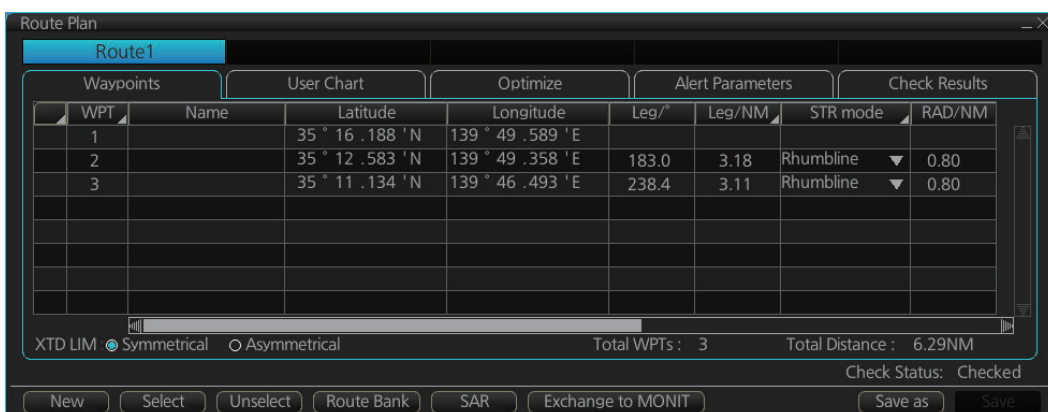 Route Plan
Route1
Waypoints User Chart Optimize Alert Parameters Check Results
WPT Name Latitude Longitude Leg/° Leg/NM STR mode RAD/NM
1 35 ° 16 .188 'N 139 ° 49 .589 'E
2 35 ° 12 .583 'N 139 ° 49 .358 'E 183.0 3.18 Rhumbline 0.80
3 35 ° 11 .134 'N 139 ° 46 .493 'E 238.4 3.11 Rhumbline 0.80
XTD LIM : Symmetrical Asymmetrical Total WPTs : 3 Total Distance : 6.29NM
Check Status: Checked
New Select Unselect Route Bank SAR Exchange to MONIT Save as Save